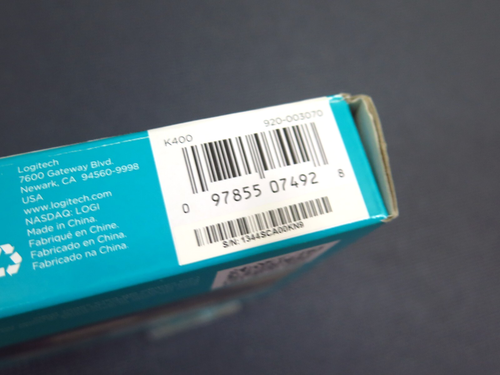 Logitech
7600 Gateway Blvd.
Newark, CA 94560-9998
USA
www.logitech.com
NASDAQ: LOGI
Made in China.
Fabriqué en Chine.
Fabricado en China.
Fabricado na China.
K400 920-003070
0 97855 07492 8
S/N: 1344SCA00KN9